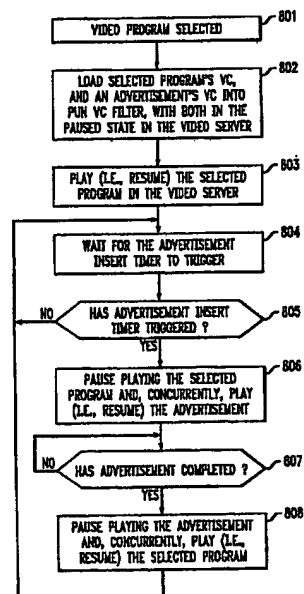 VIDEO PROGRAM SELECTED
801
LOAD SELECTED PROGRAM'S VC,
AND AN ADVERTISEMENT'S VC INTO
PUN VC FILTER, WITH BOTH IN THE
PAUSED STATE IN THE VIDEO SERVER
802
PLAY (I.E., RESUME) THE SELECTED
PROGRAM IN THE VIDEO SERVER
803
WAIT FOR THE ADVERTISEMENT
INSERT TIMER TO TRIGGER
804
HAS ADVERTISEMENT INSERT
TIMER TRIGGERED ?
805
NO
YES
PAUSE PLAYING THE SELECTED
PROGRAM AND, CONCURRENTLY, PLAY
(I.E., RESUME) THE ADVERTISEMENT
806
HAS ADVERTISEMENT COMPLETED ?
807
NO
YES
PAUSE PLAYING THE ADVERTISEMENT
AND, CONCURRENTLY, PLAY (I.E.,
RESUME) THE SELECTED PROGRAM
808